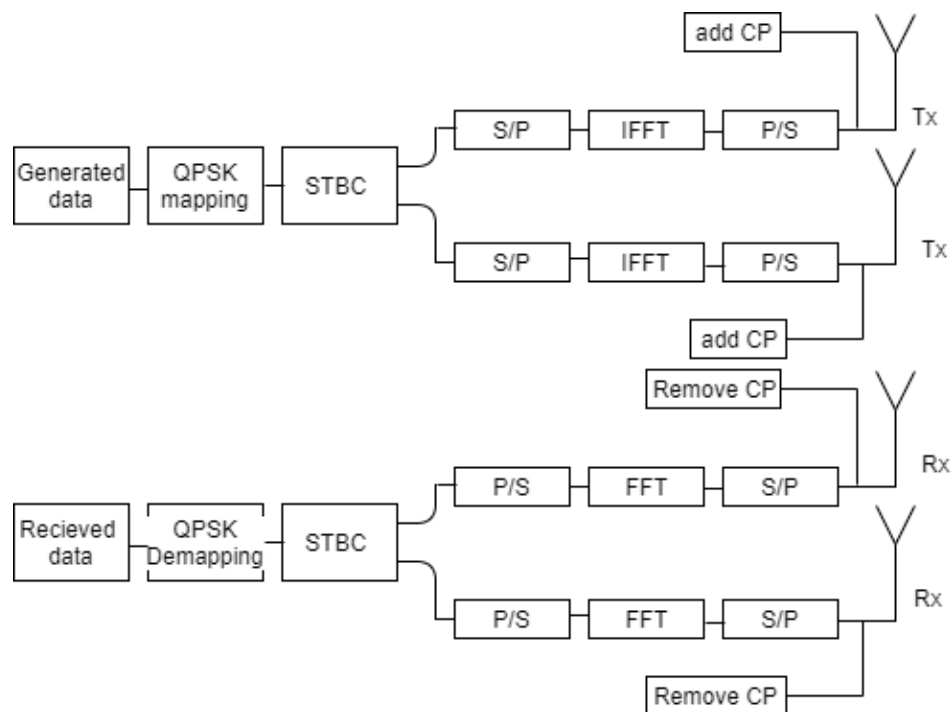 add CP
S/P
IFFT
P/S
Tx
Generated
data
QPSK
mapping
STBC
S/P
IFFT
P/S
Tx
add CP
Remove CP
P/S
FFT
S/P
Rx
Recieved
data
QPSK
Demapping
STBC
P/S
FFT
S/P
Rx
Remove CP